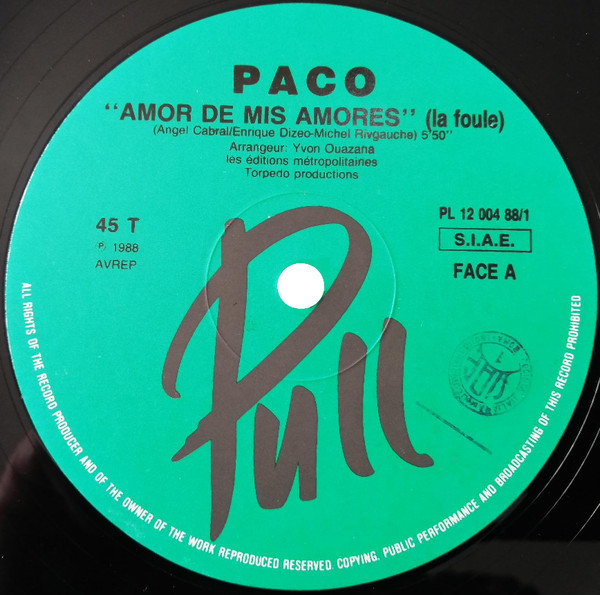 PACO
“AMOR DE MIS AMORES” (la foule)
(Angel Cabral/Enrique Dizeo-Michel Rivgauche) 5'50"
Arrangeur: Yvon Ouazana
les éditions métropolitaines
Torpedo productions
45 T
℗ 1988
AVREP
PL 12 004 88/1
S.I.A.E.
FACE A
Pull
ALL RIGHTS OF THE RECORD PRODUCER AND OF THE OWNER OF THE WORK REPRODUCED RESERVED. COPYING, PUBLIC PERFORMANCE AND BROADCASTING OF THIS RECORD PROHIBITED